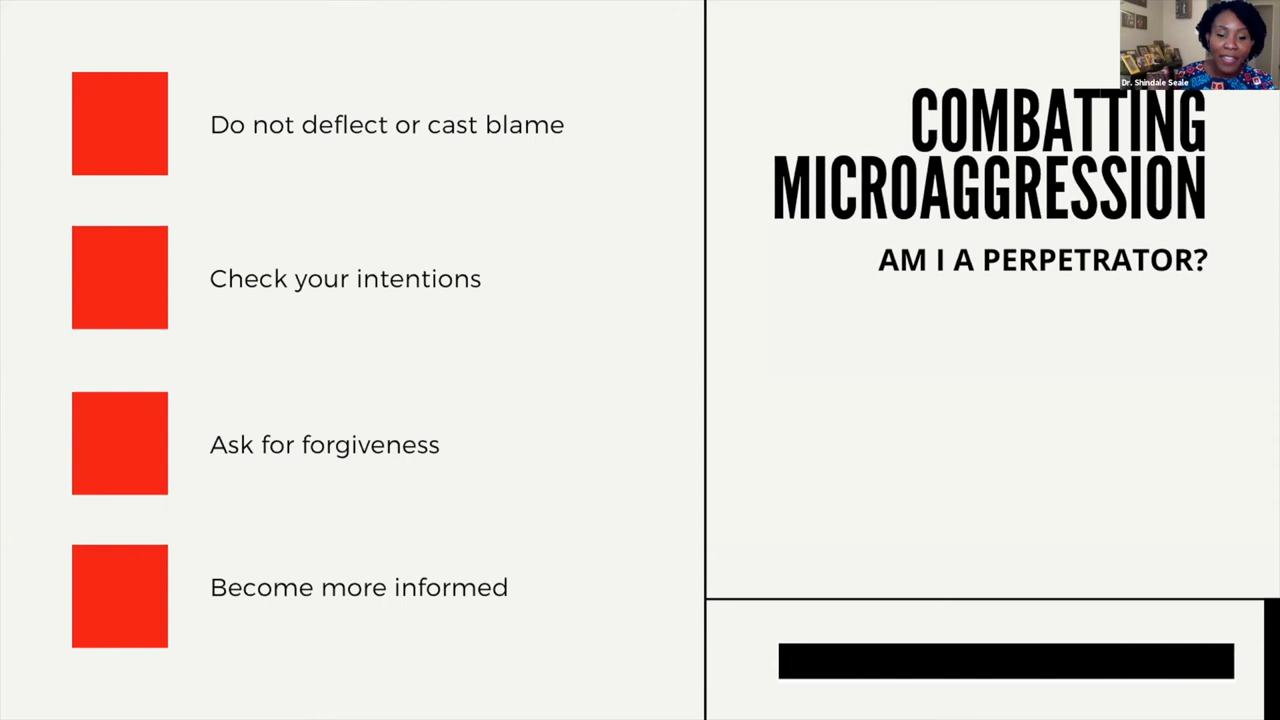 Do not deflect or cast blame
Check your intentions
Ask for forgiveness
Become more informed
Dr. Shindale Seale
COMBATTING
MICROAGGRESSION
AM I A PERPETRATOR?